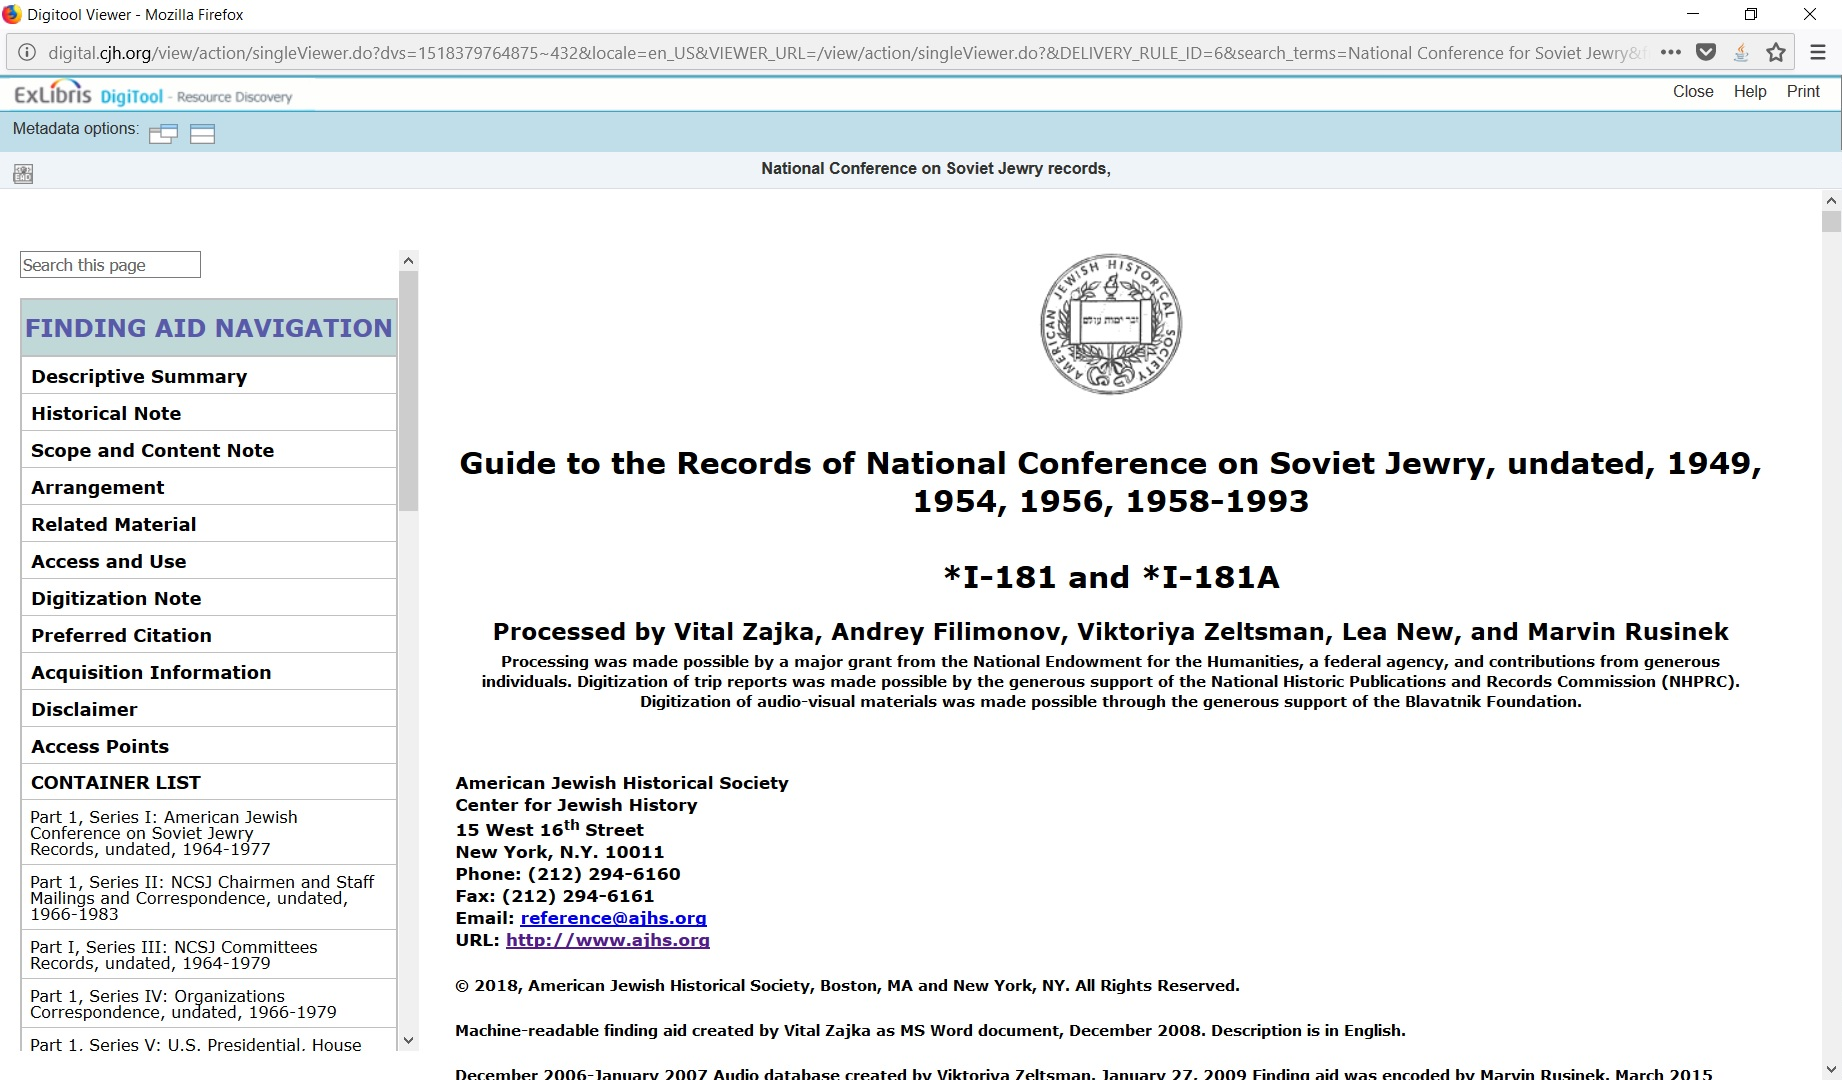 Digitool Viewer - Mozilla Firefox
digital.cjh.org/view/action/singleViewer.do?dvs=1518379764875~432&locale=en_US&VIEWER_URL=/view/action/singleViewer.do?&DELIVERY_RULE_ID=6&search_terms=National Conference for Soviet Jewry&
ExLibris DigiTool - Resource Discovery
Close Help Print
Metadata options:
EAD
National Conference on Soviet Jewry records,
Search this page
FINDING AID NAVIGATION
Descriptive Summary
Historical Note
Scope and Content Note
Arrangement
Related Material
Access and Use
Digitization Note
Preferred Citation
Acquisition Information
Disclaimer
Access Points
CONTAINER LIST
Part 1, Series I: American Jewish
Conference on Soviet Jewry
Records, undated, 1964-1977
Part 1, Series II: NCSJ Chairmen and Staff
Mailings and Correspondence, undated,
1966-1983
Part I, Series III: NCSJ Committees
Records, undated, 1964-1979
Part 1, Series IV: Organizations
Correspondence, undated, 1966-1979
Part 1, Series V: U.S. Presidential, House
AMERICAN JEWISH HISTORICAL SOCIETY
זכר ימות עולם
Guide to the Records of National Conference on Soviet Jewry, undated, 1949,
1954, 1956, 1958-1993
*I-181 and *I-181A
Processed by Vital Zajka, Andrey Filimonov, Viktoriya Zeltsman, Lea New, and Marvin Rusinek
Processing was made possible by a major grant from the National Endowment for the Humanities, a federal agency, and contributions from generous
individuals. Digitization of trip reports was made possible by the generous support of the National Historic Publications and Records Commission (NHPRC).
Digitization of audio-visual materials was made possible through the generous support of the Blavatnik Foundation.
American Jewish Historical Society
Center for Jewish History
15 West 16th Street
New York, N.Y. 10011
Phone: (212) 294-6160
Fax: (212) 294-6161
Email: reference@ajhs.org
URL: http://www.ajhs.org
© 2018, American Jewish Historical Society, Boston, MA and New York, NY. All Rights Reserved.
Machine-readable finding aid created by Vital Zajka as MS Word document, December 2008. Description is in English.
December 2006-January 2007 Audio database created by Viktoriya Zeltsman. January 27, 2009 Finding aid was encoded by Marvin Rusinek. March 2015